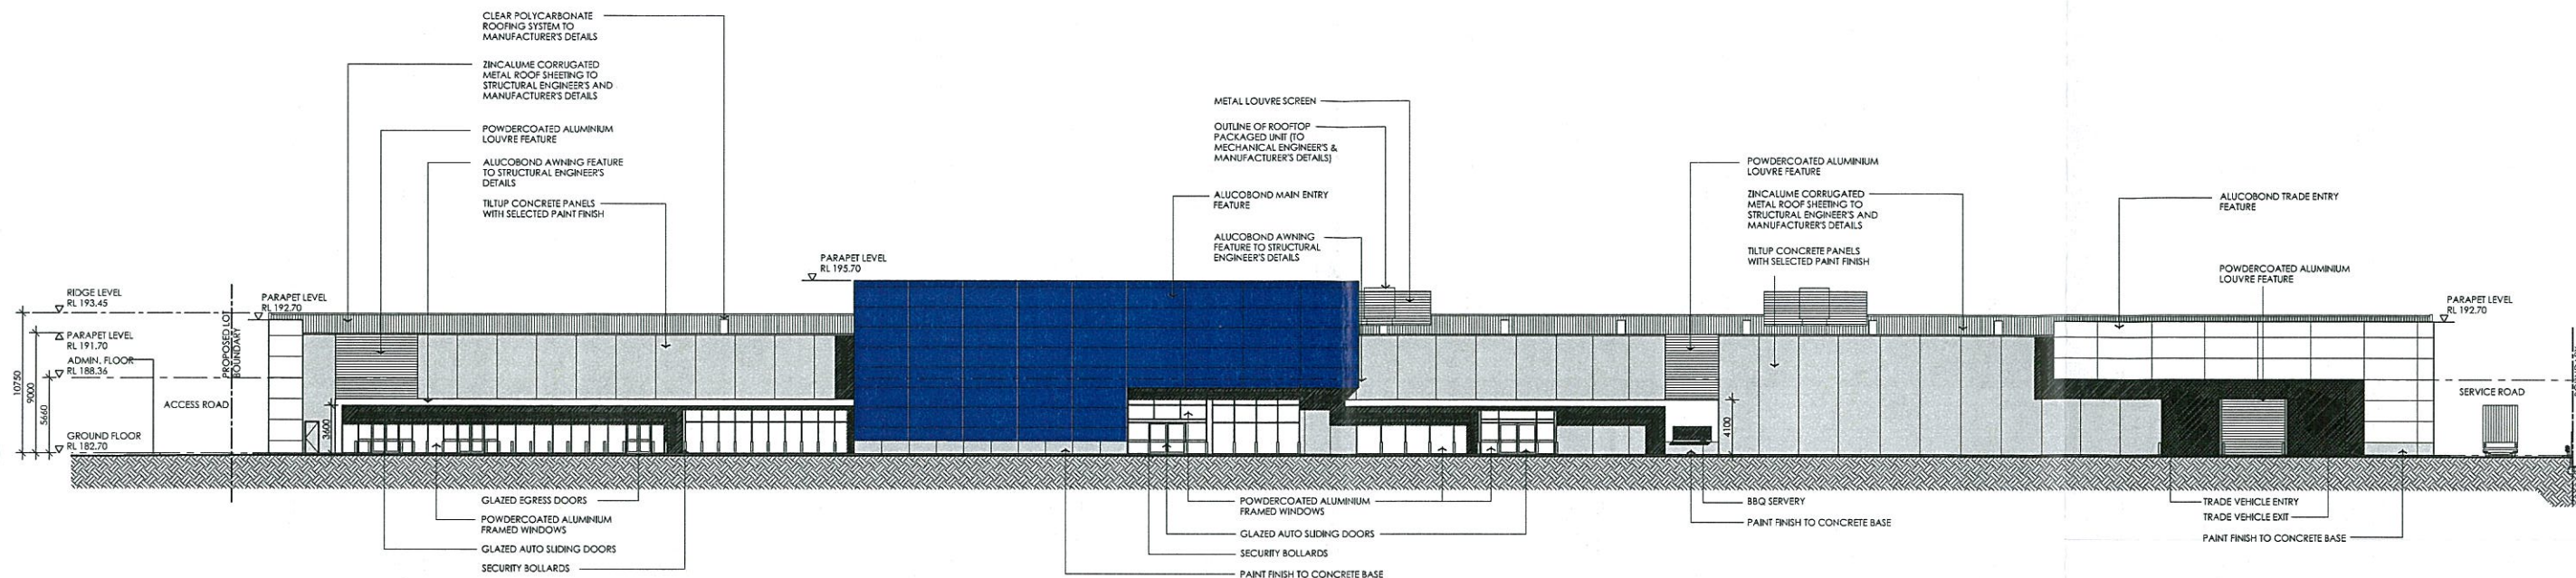 CLEAR POLYCARBONATE
ROOFING SYSTEM TO
MANUFACTURER'S DETAILS
ZINCALUME CORRUGATED
METAL ROOF SHEETING TO
STRUCTURAL ENGINEER'S AND
MANUFACTURER'S DETAILS
POWDERCOATED ALUMINIUM
LOUVRE FEATURE
ALUCOBOND AWNING FEATURE
TO STRUCTURAL ENGINEER'S
DETAILS
TILTUP CONCRETE PANELS
WITH SELECTED PAINT FINISH
METAL LOUVRE SCREEN
OUTLINE OF ROOFTOP
PACKAGED UNIT (TO
MECHANICAL ENGINEER'S &
MANUFACTURER'S DETAILS)
ALUCOBOND MAIN ENTRY
FEATURE
ALUCOBOND AWNING
FEATURE TO STRUCTURAL
ENGINEER'S DETAILS
POWDERCOATED ALUMINIUM
LOUVRE FEATURE
ZINCALUME CORRUGATED
METAL ROOF SHEETING TO
STRUCTURAL ENGINEER'S AND
MANUFACTURER'S DETAILS
TILTUP CONCRETE PANELS
WITH SELECTED PAINT FINISH
ALUCOBOND TRADE ENTRY
FEATURE
POWDERCOATED ALUMINIUM
LOUVRE FEATURE
PARAPET LEVEL
RL 195.70
RIDGE LEVEL
RL 193.45
PARAPET LEVEL
RL 192.70
PARAPET LEVEL
RL 191.70
ADMIN. FLOOR
RL 188.36
GROUND FLOOR
RL 182.70
10750
9000
5660
PROPOSED LOT
BOUNDARY
ACCESS ROAD
3600
4100
PARAPET LEVEL
RL 192.70
SERVICE ROAD
GLAZED EGRESS DOORS
POWDERCOATED ALUMINIUM
FRAMED WINDOWS
GLAZED AUTO SLIDING DOORS
SECURITY BOLLARDS
POWDERCOATED ALUMINIUM
FRAMED WINDOWS
GLAZED AUTO SLIDING DOORS
SECURITY BOLLARDS
PAINT FINISH TO CONCRETE BASE
BBQ SERVERY
PAINT FINISH TO CONCRETE BASE
TRADE VEHICLE ENTRY
TRADE VEHICLE EXIT
PAINT FINISH TO CONCRETE BASE